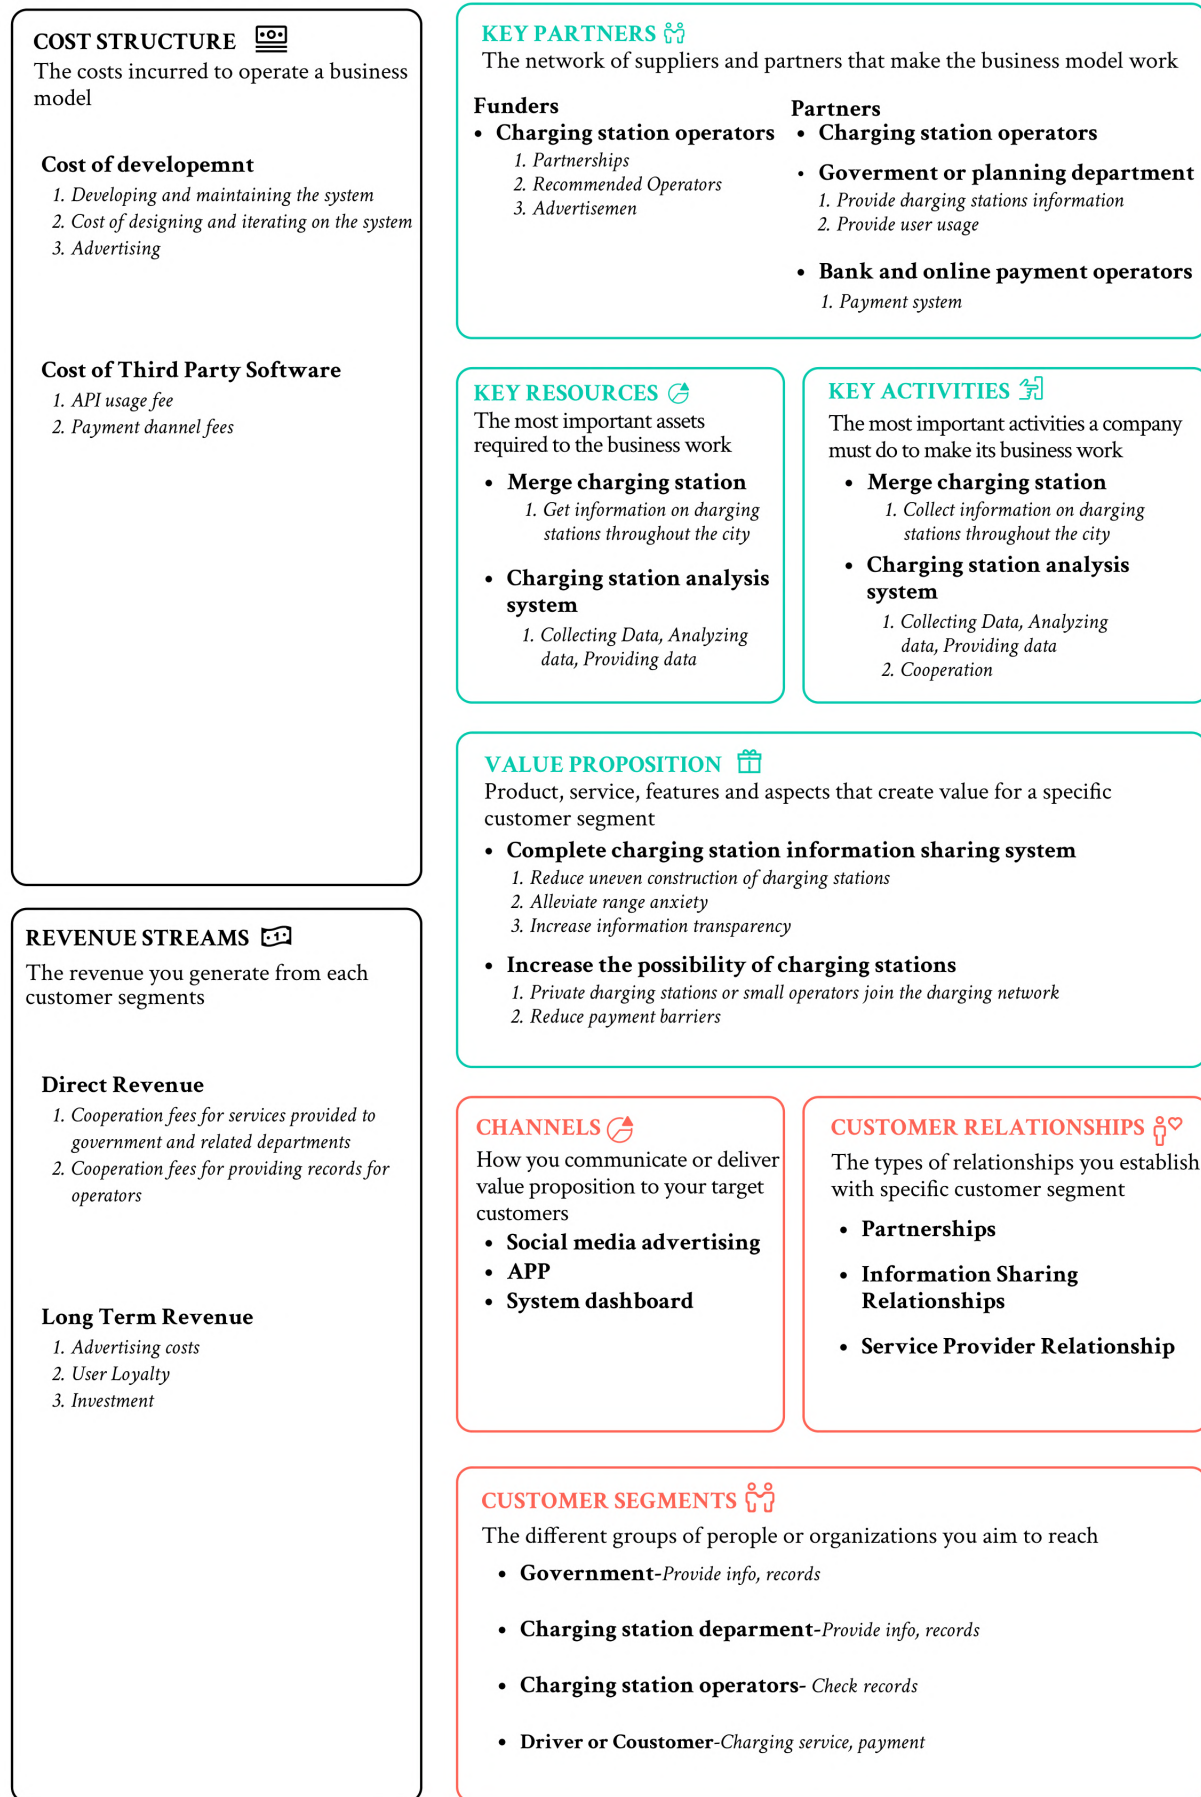 COST STRUCTURE
The costs incurred to operate a business
model
Cost of developemnt
1. Developing and maintaining the system
2. Cost of designing and iterating on the system
3. Advertising
Cost of Third Party Software
1. API usage fee
2. Payment channel fees
REVENUE STREAMS
The revenue you generate from each
customer segments
Direct Revenue
1. Cooperation fees for services provided to
government and related departments
2. Cooperation fees for providing records for
operators
Long Term Revenue
1. Advertising costs
2. User Loyalty
3. Investment
KEY PARTNERS
The network of suppliers and partners that make the business model work
Funders
• Charging station operators
1. Partnerships
2. Recommended Operators
3. Advertisemen
Partners
• Charging station operators
• Goverment or planning department
1. Provide charging stations information
2. Provide user usage
• Bank and online payment operators
1. Payment system
KEY RESOURCES
The most important assets
required to the business work
• Merge charging station
1. Get information on charging
stations throughout the city
• Charging station analysis
system
1. Collecting Data, Analyzing
data, Providing data
KEY ACTIVITIES
The most important activities a company
must do to make its business work
• Merge charging station
1. Collect information on charging
stations throughout the city
• Charging station analysis
system
1. Collecting Data, Analyzing
data, Providing data
2. Cooperation
VALUE PROPOSITION
Product, service, features and aspects that create value for a specific
customer segment
• Complete charging station information sharing system
1. Reduce uneven construction of charging stations
2. Alleviate range anxiety
3. Increase information transparency
• Increase the possibility of charging stations
1. Private charging stations or small operators join the charging network
2. Reduce payment barriers
CHANNELS
How you communicate or deliver
value proposition to your target
customers
• Social media advertising
• APP
• System dashboard
CUSTOMER RELATIONSHIPS
The types of relationships you establish
with specific customer segment
• Partnerships
• Information Sharing
Relationships
• Service Provider Relationship
CUSTOMER SEGMENTS
The different groups of perople or organizations you aim to reach
• Government-Provide info, records
• Charging station deparment-Provide info, records
• Charging station operators- Check records
• Driver or Coustomer-Charging service, payment